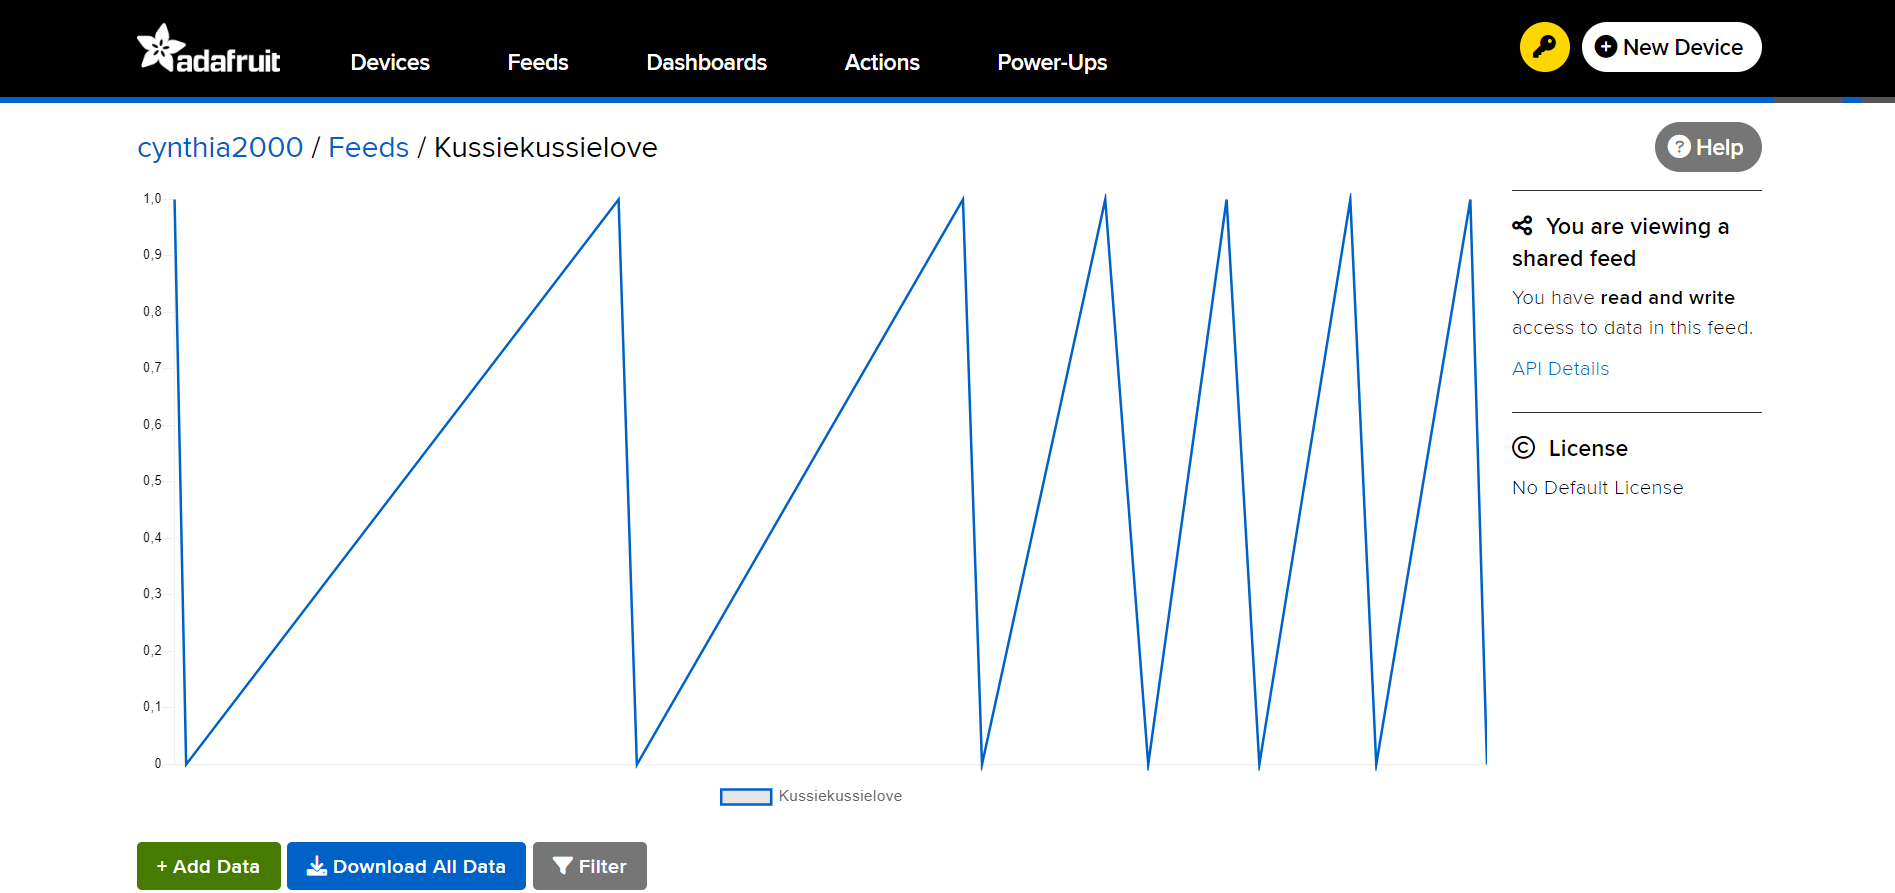 adafruit Devices Feeds Dashboards Actions Power-Ups New Device
cynthia2000 / Feeds / Kussiekussielove
? Help
1,0
0,9
0,8
0,7
0,6
0,5
0,4
0,3
0,2
0,1
0
Kussiekussielove
You are viewing a
shared feed
You have read and write
access to data in this feed.
API Details
© License
No Default License
+ Add Data Download All Data Filter